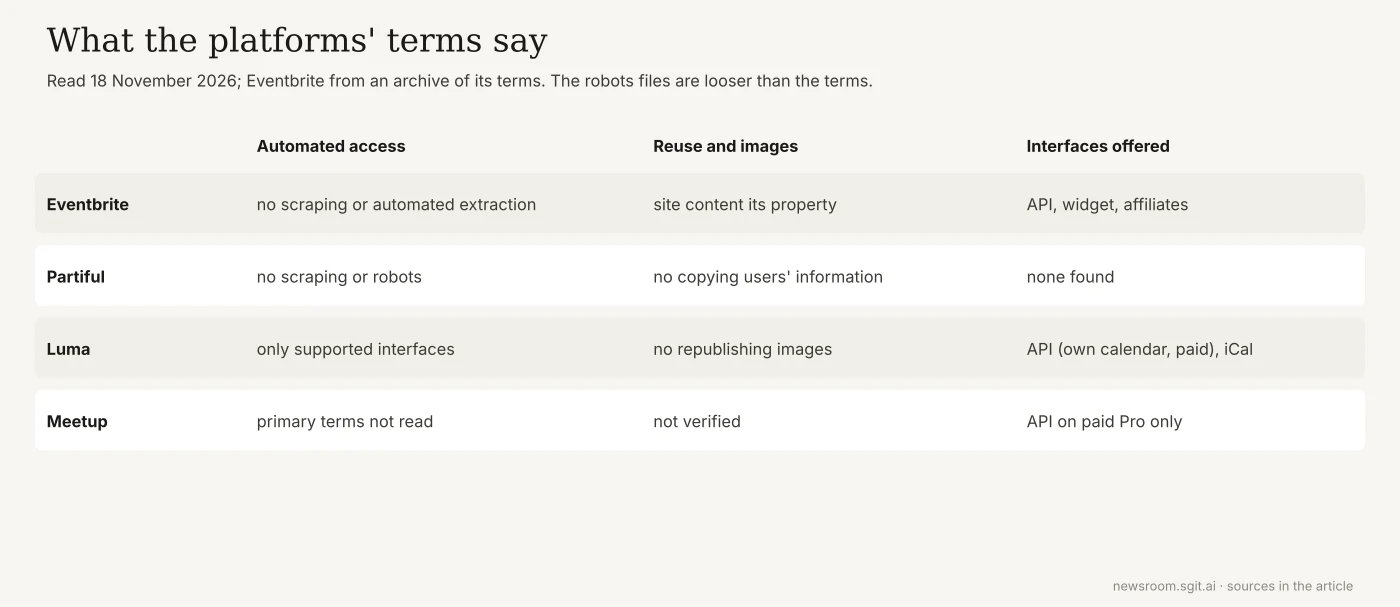 What the platforms' terms say
Read 18 November 2026; Eventbrite from an archive of its terms. The robots files are looser than the terms.
Automated access Reuse and images Interfaces offered
Eventbrite no scraping or automated extraction site content its property API, widget, affiliates
Partiful no scraping or robots no copying users' information none found
Luma only supported interfaces no republishing images API (own calendar, paid), iCal
Meetup primary terms not read not verified API on paid Pro only
newsroom.sgit.ai · sources in the article